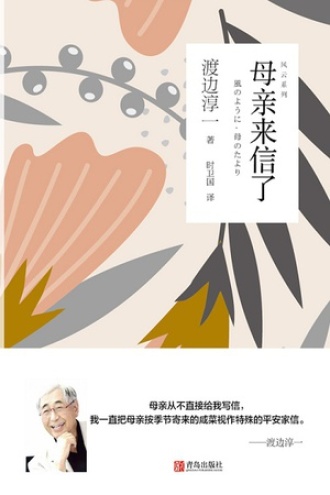 风云系列
母亲来信了
風のように·母のたより
渡边淳一
著
时卫国
译
母亲从不直接给我写信，
我一直把母亲按季节寄来的咸菜视作特殊的平安家信。
——渡边淳一
青岛出版社